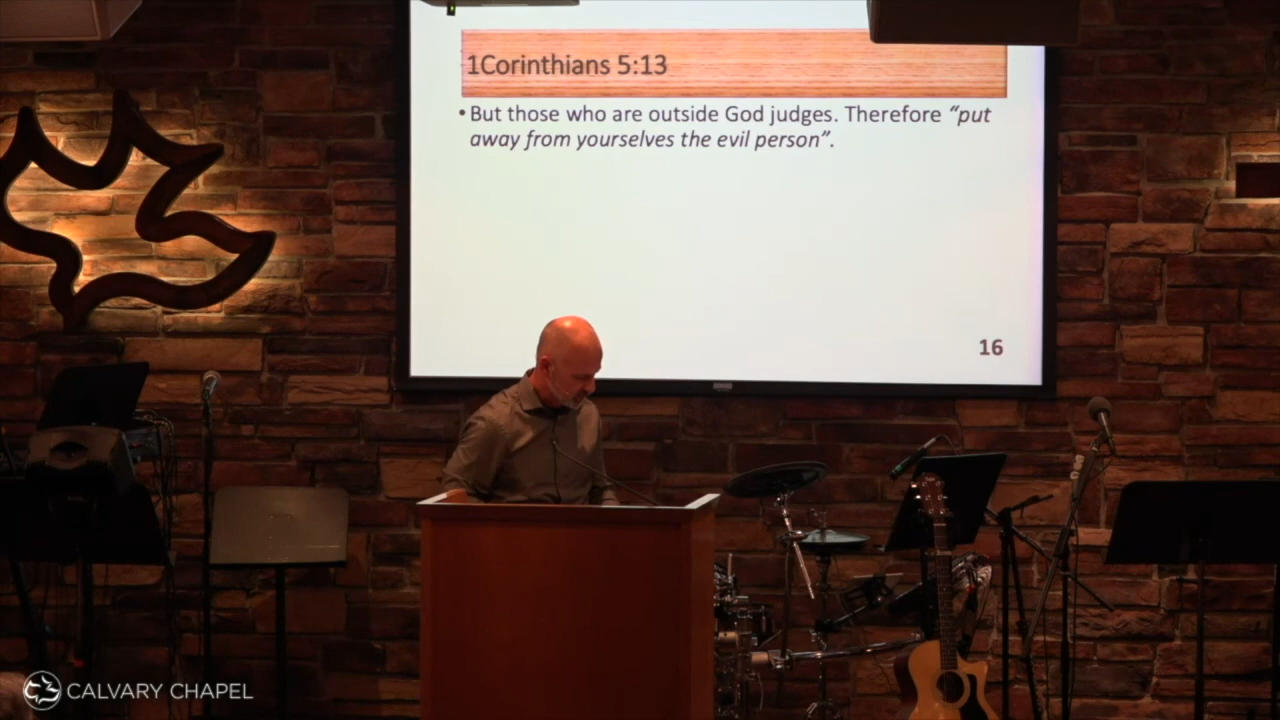 1Corinthians 5:13
• But those who are outside God judges. Therefore “put
away from yourselves the evil person”.
16
CALVARY CHAPEL